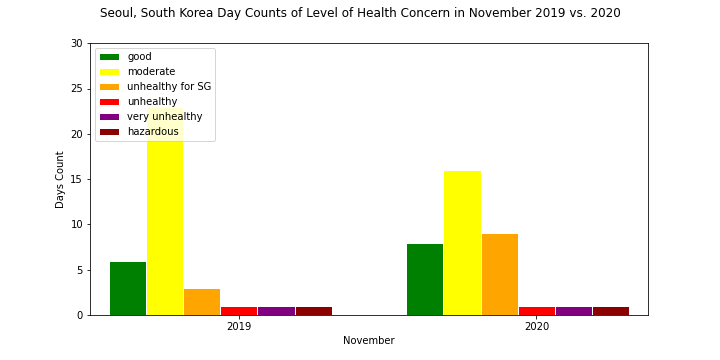 Seoul, South Korea Day Counts of Level of Health Concern in November 2019 vs. 2020
30
25
20
15
10
5
0
Days Count
good
moderate
unhealthy for SG
unhealthy
very unhealthy
hazardous
2019
2020
November